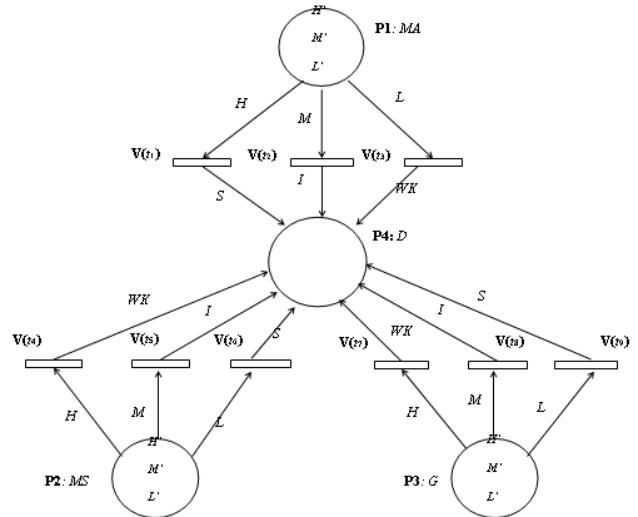 H'
P1: MA
M'
L'
H
M
L
V(t1)
V(t2)
V(t3)
S
I
WK
P4: D
WK
I
S
S
I
WK
V(t4)
V(t5)
V(t6)
V(t7)
V(t8)
V(t9)
H
M
L
H
M
L
H'
M'
L'
P2: MS
H'
M'
L'
P3: G